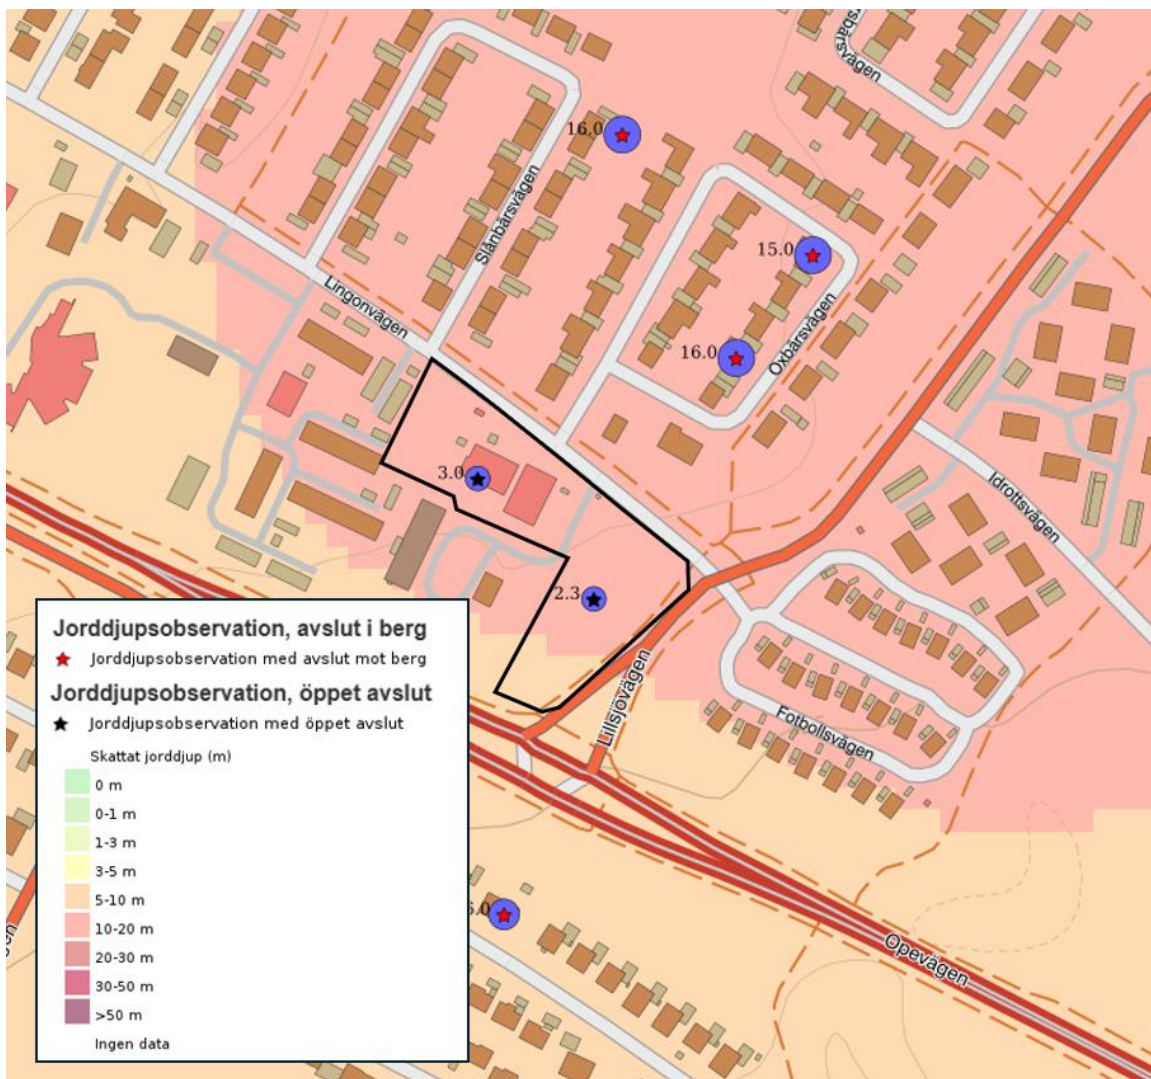 Slånbärsvägen
Lingonvägen
Oxbärsvägen
Idrottsvägen
Fotbollsvägen
Lillsjövägen
Opevägen
svägen
16.0
15.0
16.0
3.0
2.3
Jorddjupsobservation, avslut i berg
Jorddjupsobservation med avslut mot berg
Jorddjupsobservation, öppet avslut
Jorddjupsobservation med öppet avslut
Skattat jorddjup (m)
0 m
0-1 m
1-3 m
3-5 m
5-10 m
10-20 m
20-30 m
30-50 m
>50 m
Ingen data